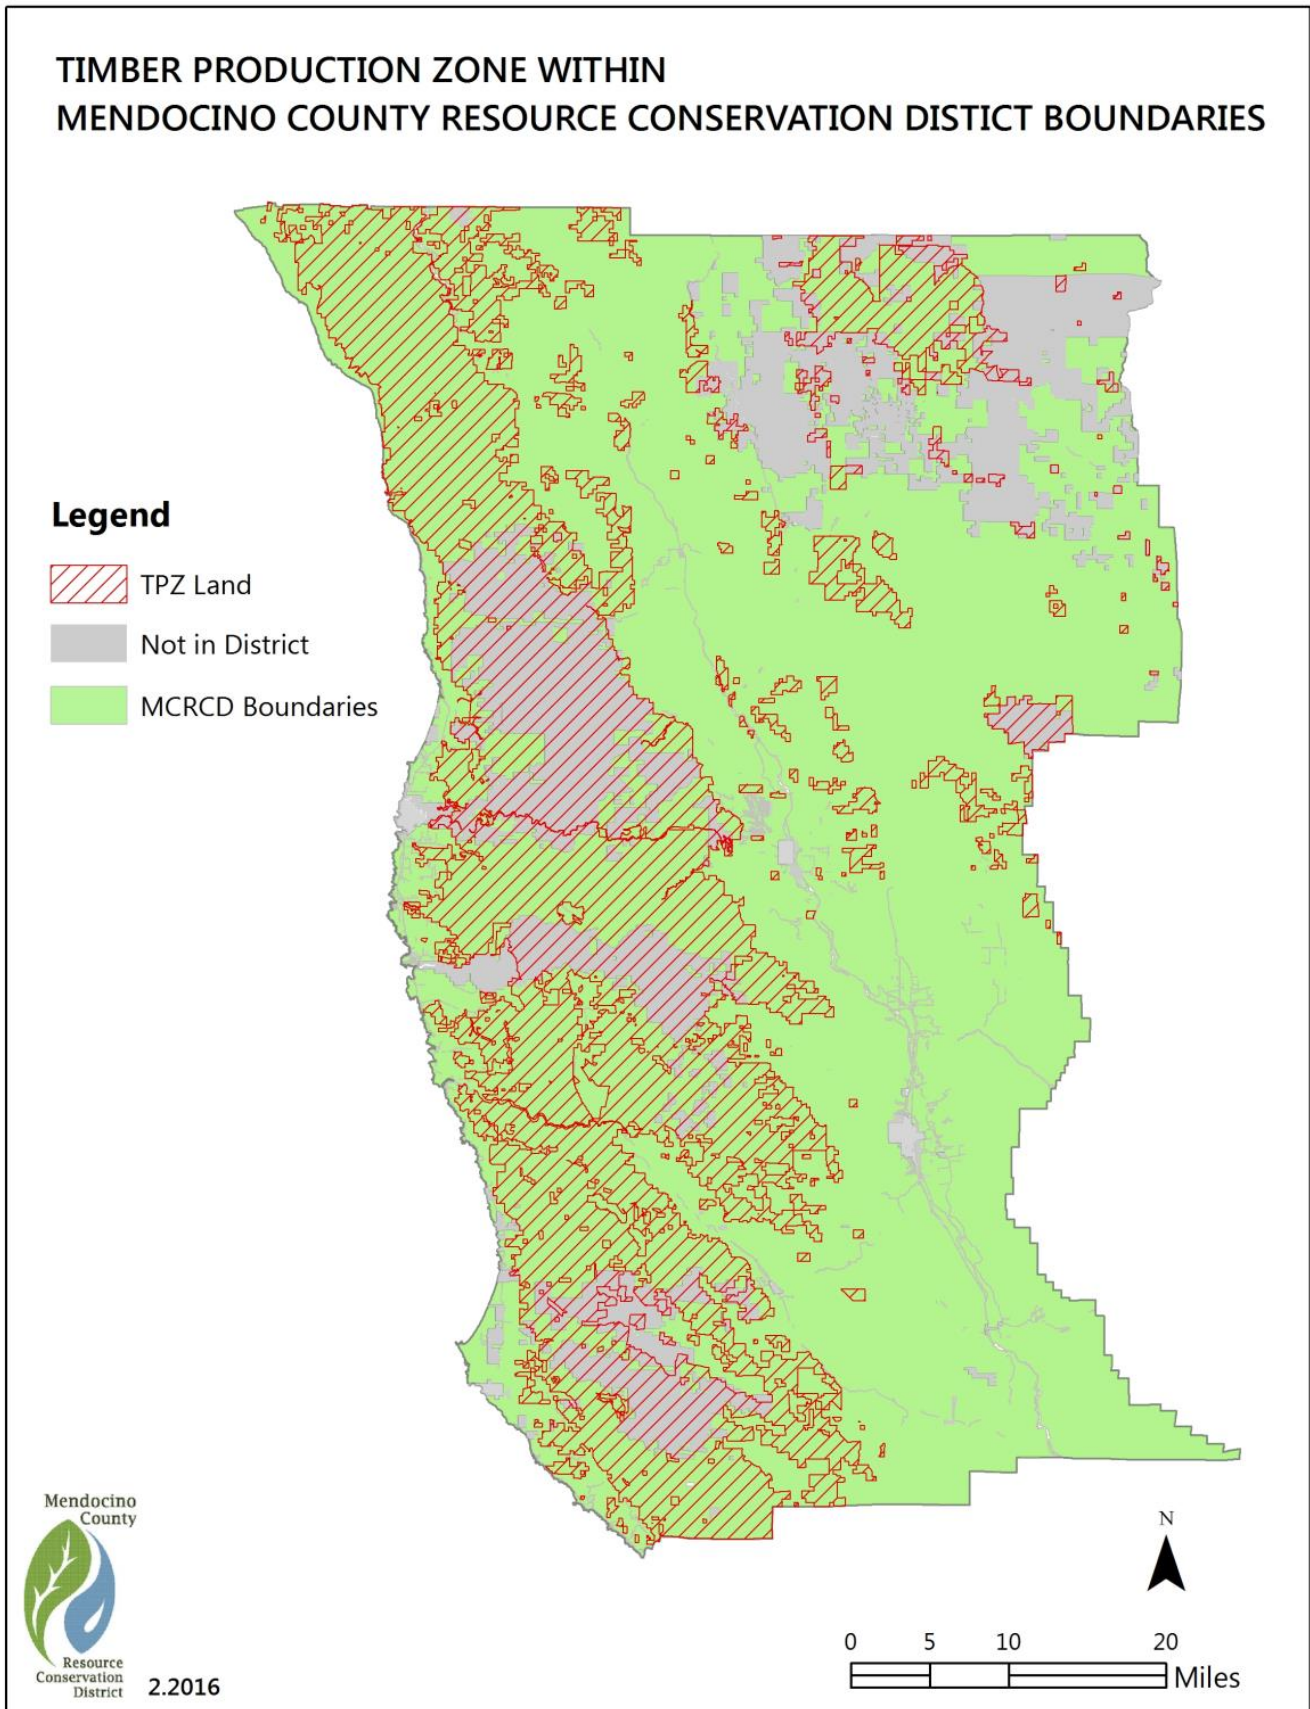 TIMBER PRODUCTION ZONE WITHIN
MENDOCINO COUNTY RESOURCE CONSERVATION DISTICT BOUNDARIES
Legend
TPZ Land
Not in District
MCRCD Boundaries
Mendocino
County
Resource
Conservation
District
2.2016
N
0 5 10 20
Miles